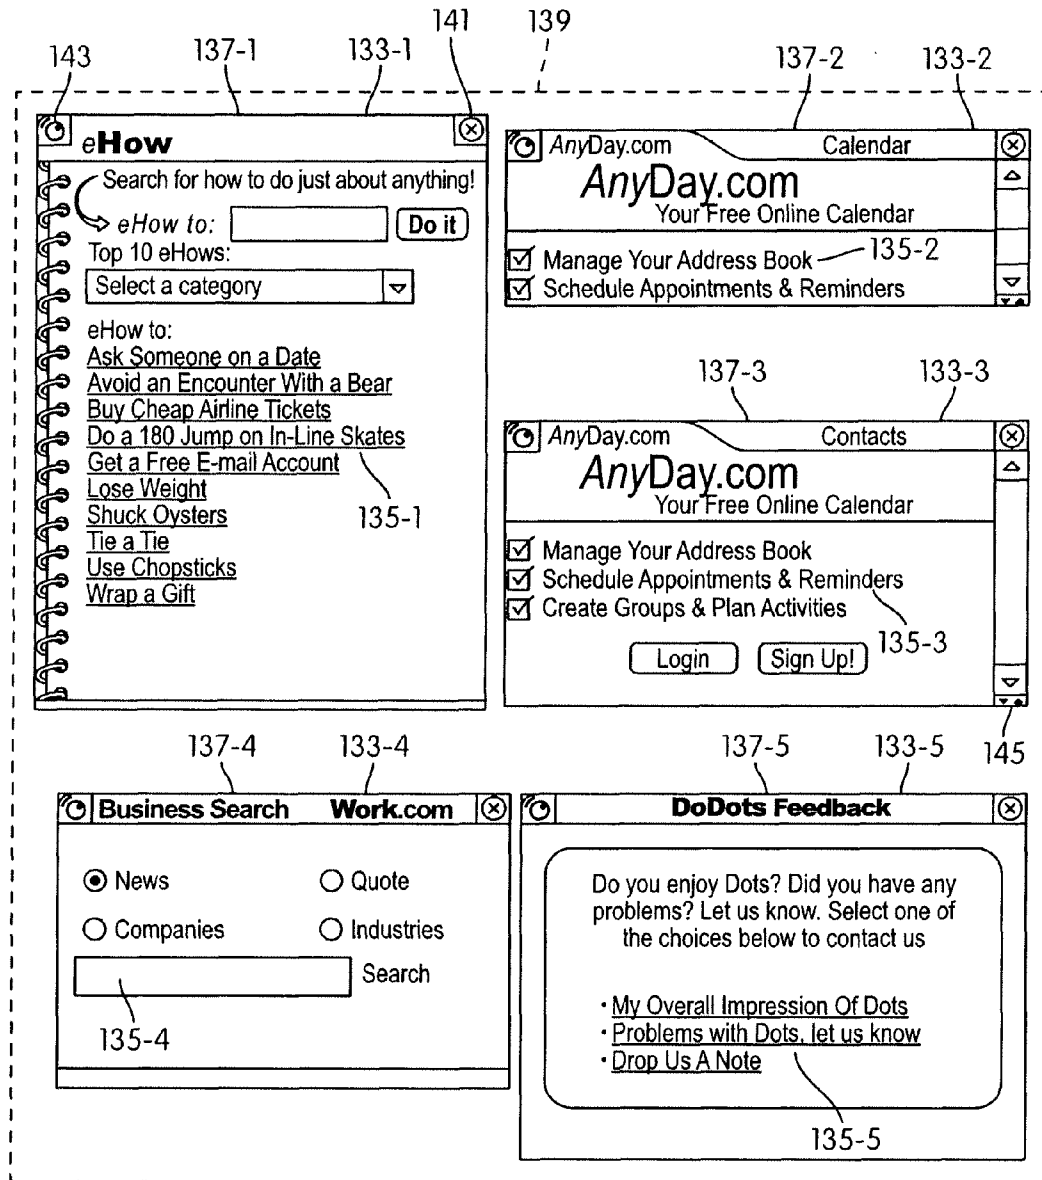 143
137-1
133-1
141
139
137-2
133-2
eHow
Search for how to do just about anything!
eHow to:
Do it
Top 10 eHows:
Select a category
eHow to:
Ask Someone on a Date
Avoid an Encounter With a Bear
Buy Cheap Airline Tickets
Do a 180 Jump on In-Line Skates
Get a Free E-mail Account
Lose Weight
Shuck Oysters
Tie a Tie
Use Chopsticks
Wrap a Gift
135-1
AnyDay.com Calendar
AnyDay.com
Your Free Online Calendar
Manage Your Address Book
135-2
Schedule Appointments & Reminders
137-3
133-3
AnyDay.com Contacts
AnyDay.com
Your Free Online Calendar
Manage Your Address Book
Schedule Appointments & Reminders
Create Groups & Plan Activities
135-3
Login Sign Up!
145
137-4
133-4
Business Search Work.com
News Quote
Companies Industries
Search
135-4
137-5
133-5
DoDots Feedback
Do you enjoy Dots? Did you have any
problems? Let us know. Select one of
the choices below to contact us
· My Overall Impression Of Dots
· Problems with Dots, let us know
· Drop Us A Note
135-5